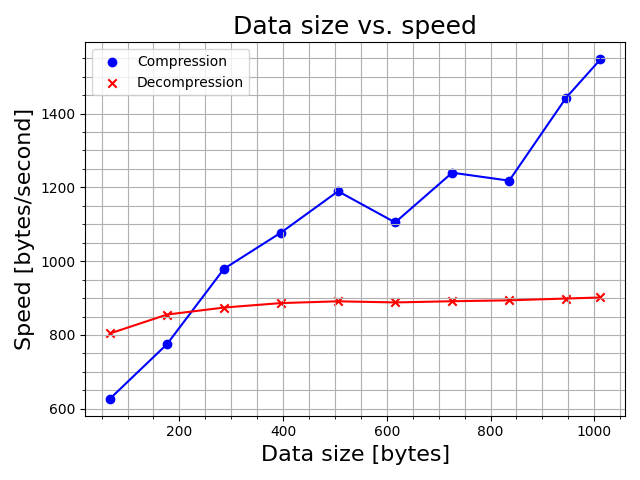 Data size vs. speed
Compression
Decompression
Speed [bytes/second]
1400
1200
1000
800
600
200 400 600 800 1000
Data size [bytes]